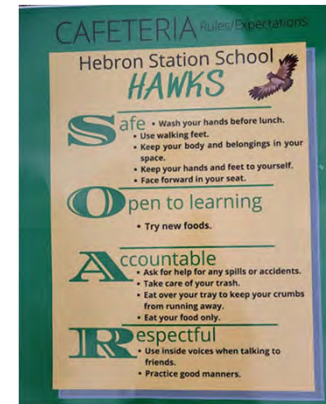 CAFETERIA Rules/Expectations
Hebron Station School
HAWKS
Safe • Wash your hands before lunch.
• Use walking feet.
• Keep your body and belongings in your
space.
• Keep your hands and feet to yourself.
• Face forward in your seat.
Open to learning
• Try new foods.
Accountable
• Ask for help for any spills or accidents.
• Take care of your trash.
• Eat over your tray to keep your crumbs
from running away.
• Eat your food only.
Respectful
• Use inside voices when talking to
friends.
• Practice good manners.